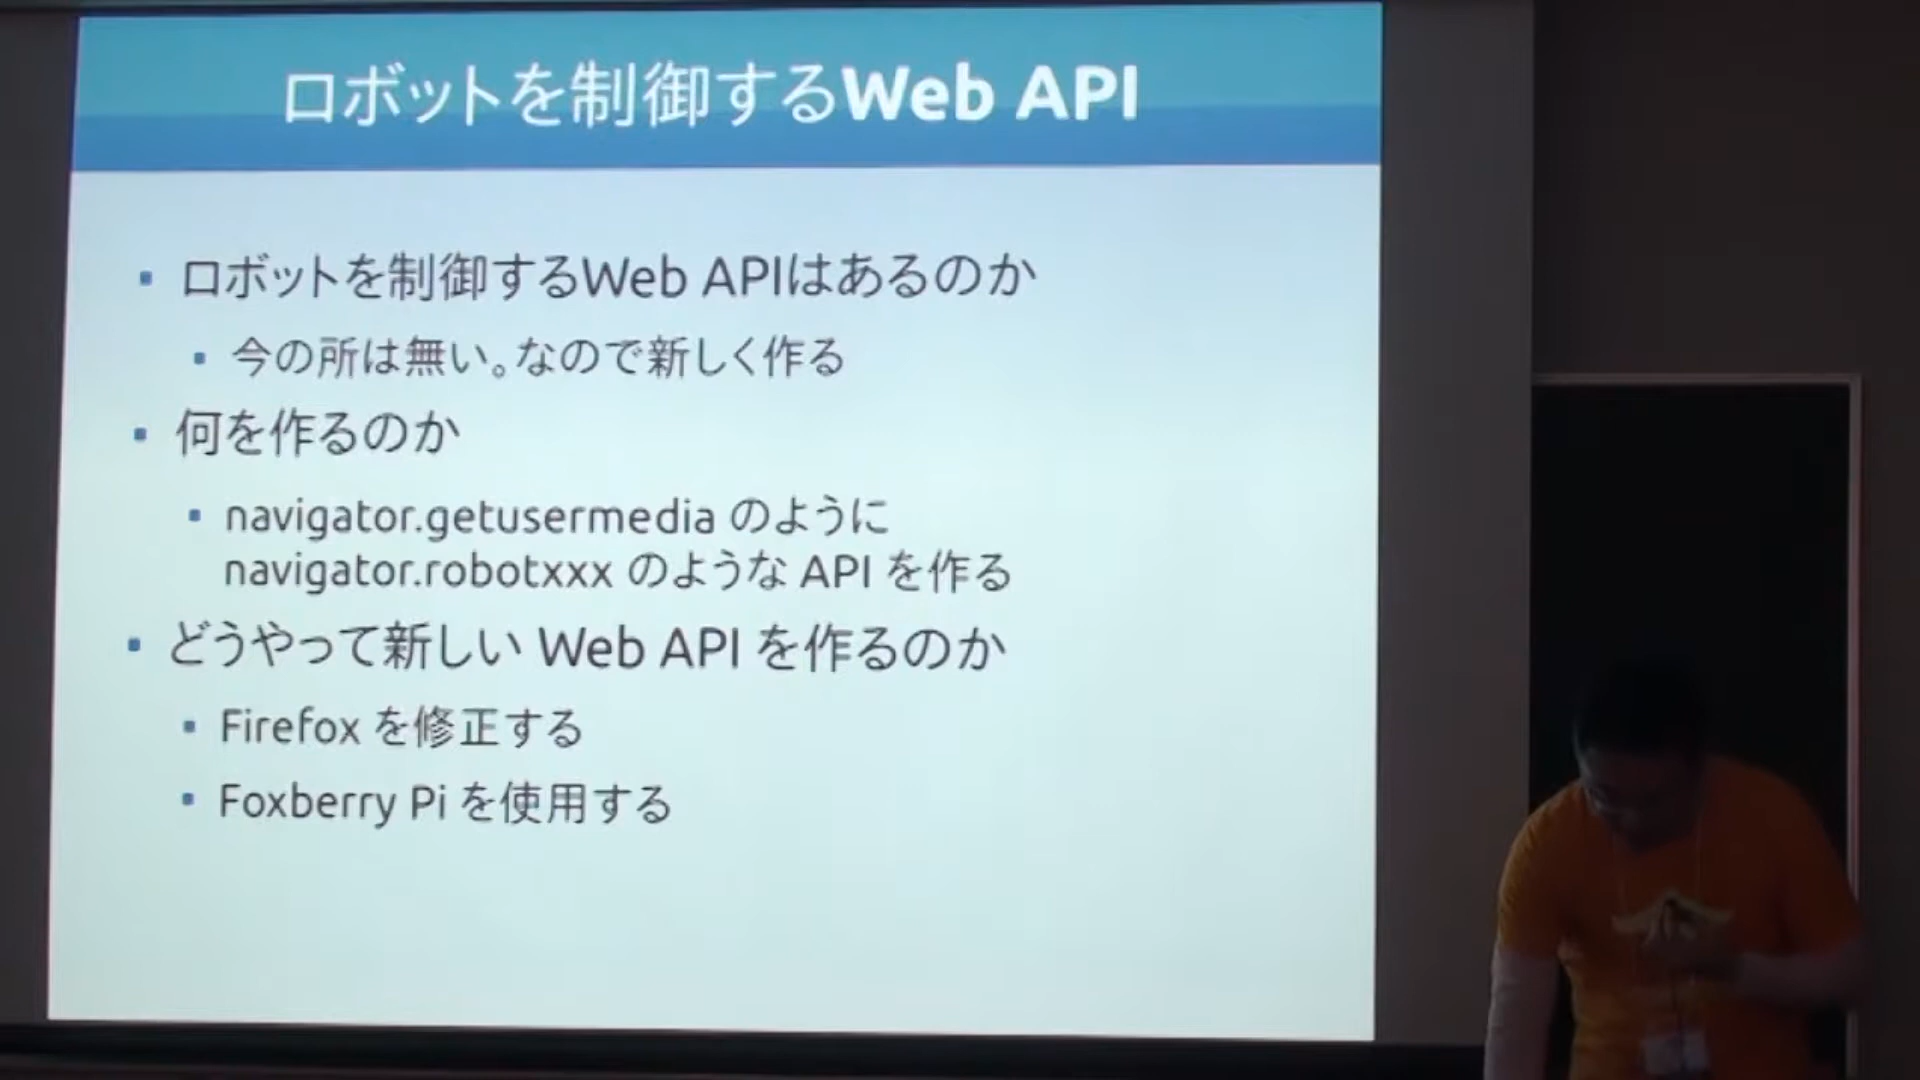 ロボットを制御するWeb API
ロボットを制御するWeb APIはあるのか
今の所は無い。なので新しく作る
何を作るのか
navigator.getusermedia のように
navigator.robotxxx のような API を作る
どうやって新しい Web API を作るのか
Firefox を修正する
Foxberry Pi を使用する